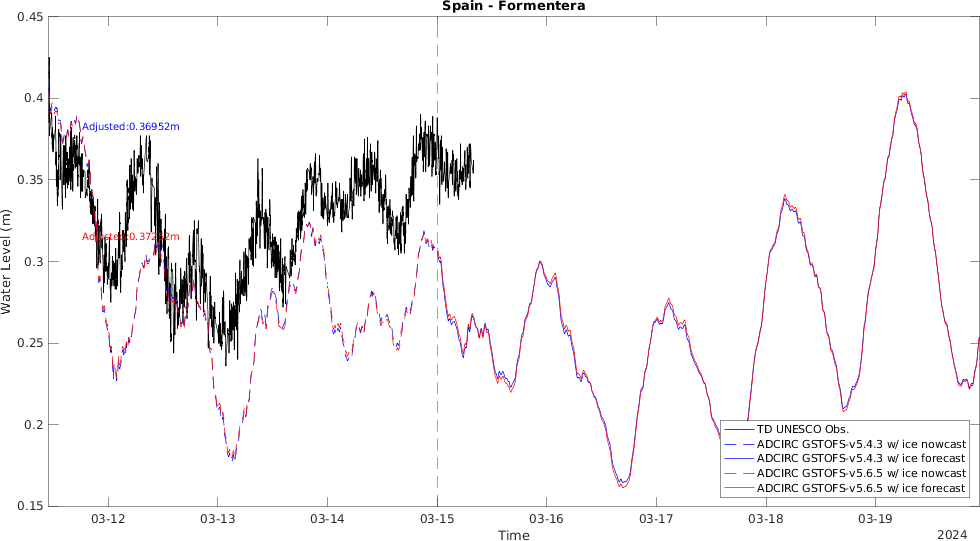 Spain - Formentera
0.45
0.4
0.35
0.3
0.25
0.2
0.15
Water Level (m)
Adjusted:0.36952m
TD UNESCO Obs.
ADCIRC GSTOFS-v5.4.3 w/ ice nowcast
ADCIRC GSTOFS-v5.4.3 w/ ice forecast
ADCIRC GSTOFS-v5.6.5 w/ ice nowcast
ADCIRC GSTOFS-v5.6.5 w/ ice forecast
03-12
03-13
03-14
03-15
03-16
03-17
03-18
03-19
Time
2024